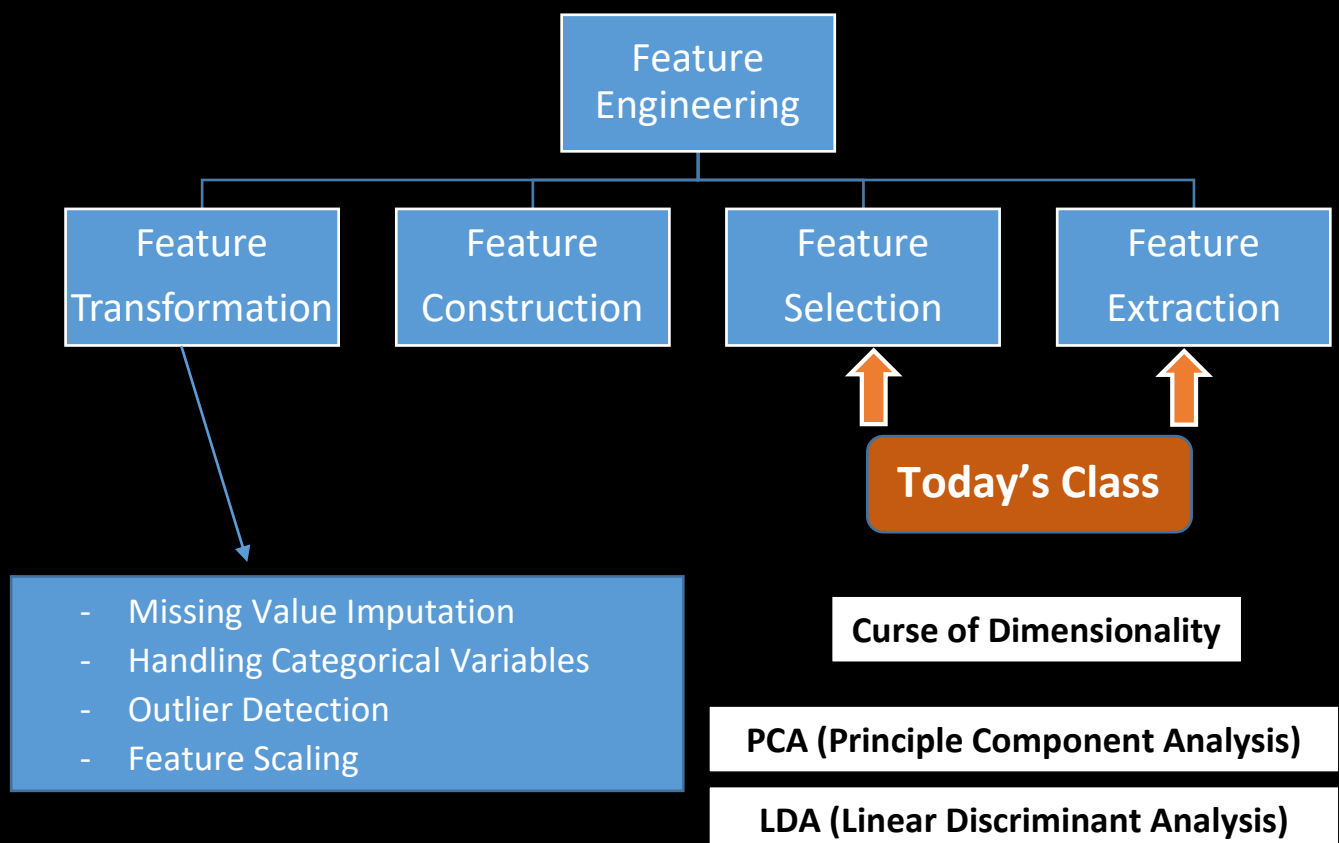 Feature
Engineering
Feature
Transformation
Feature
Construction
Feature
Selection
Feature
Extraction
Today’s Class
- Missing Value Imputation
- Handling Categorical Variables
- Outlier Detection
- Feature Scaling
Curse of Dimensionality
PCA (Principle Component Analysis)
LDA (Linear Discriminant Analysis)